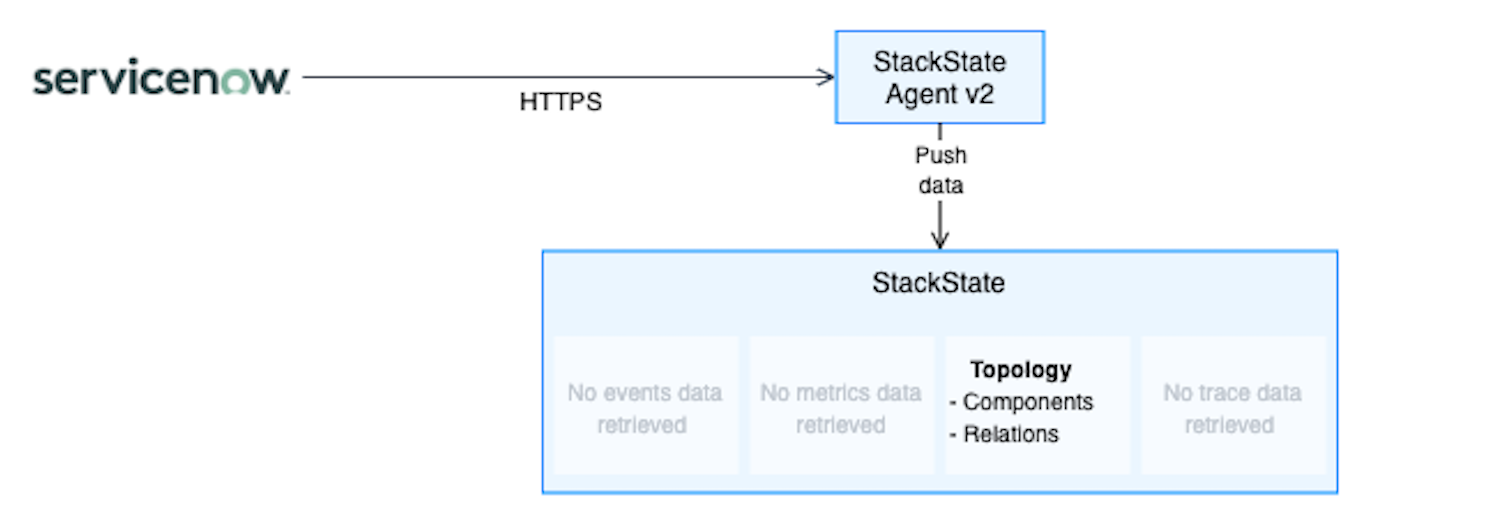 servicenow
HTTPS
StackState
Agent v2
Push
data
StackState
No events data
retrieved
No metrics data
retrieved
Topology
- Components
- Relations
No trace data
retrieved